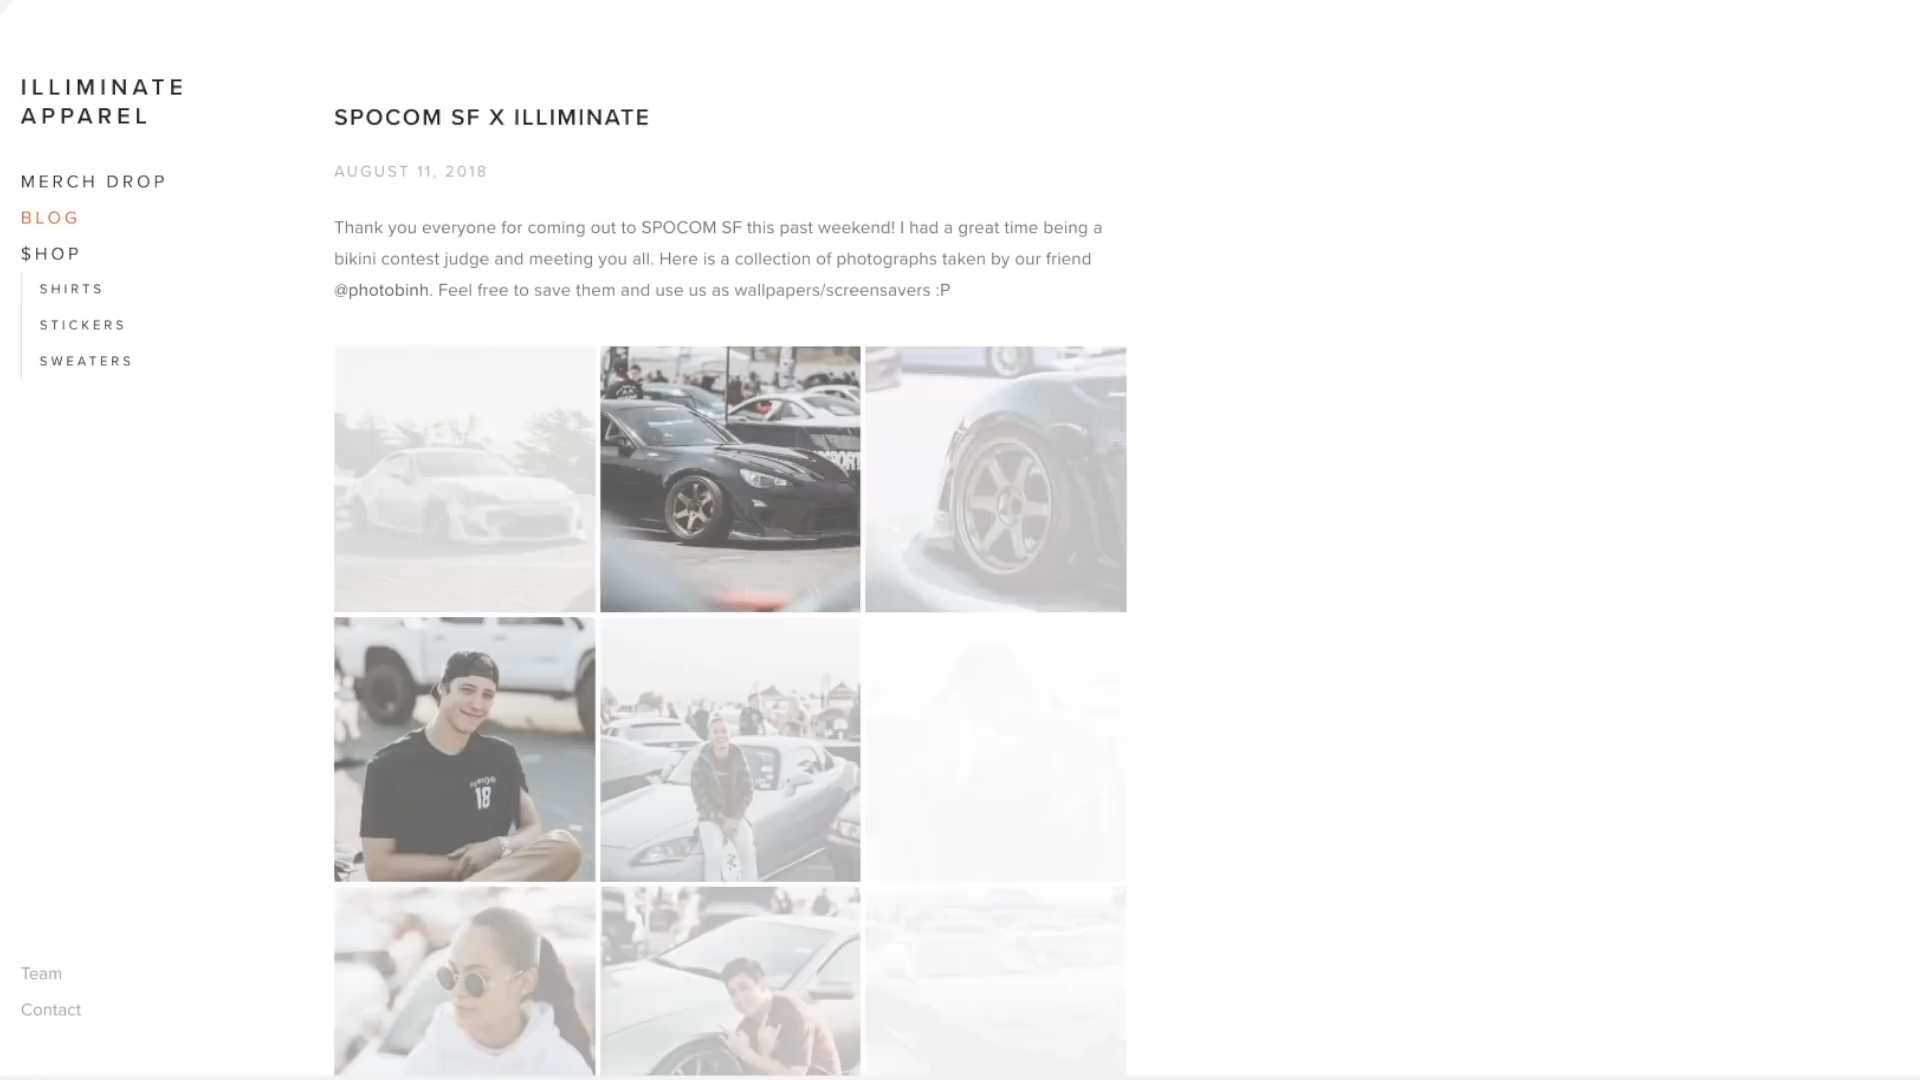 ILLIMINATE
APPAREL
MERCH DROP
BLOG
$HOP
SHIRTS
STICKERS
SWEATERS
Team
Contact
SPOCOM SF X ILLIMINATE
AUGUST 11, 2018
Thank you everyone for coming out to SPOCOM SF this past weekend! I had a great time being a
bikini contest judge and meeting you all. Here is a collection of photographs taken by our friend
@photobinh. Feel free to save them and use us as wallpapers/screensavers :P
18